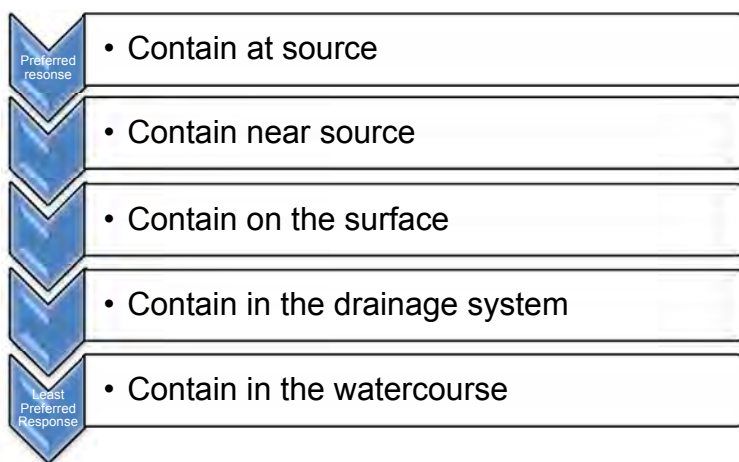 Preferred
resonse
• Contain at source
• Contain near source
• Contain on the surface
• Contain in the drainage system
Least
Preferred
Response
• Contain in the watercourse